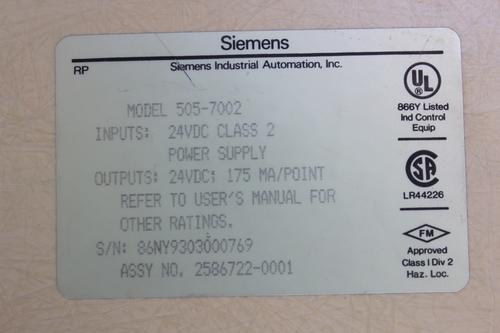 Siemens
RP
Siemens Industrial Automation, Inc.
MODEL 505-7002
INPUTS: 24VDC CLASS 2
POWER SUPPLY
OUTPUTS: 24VDC; 175 MA/POINT
REFER TO USER'S MANUAL FOR
OTHER RATINGS.
S/N: 86NY9303000769
ASSY NO. 2586722-0001
UL
866Y Listed
Ind Control
Equip
SA
LR44226
FM
Approved
Class I Div 2
Haz. Loc.